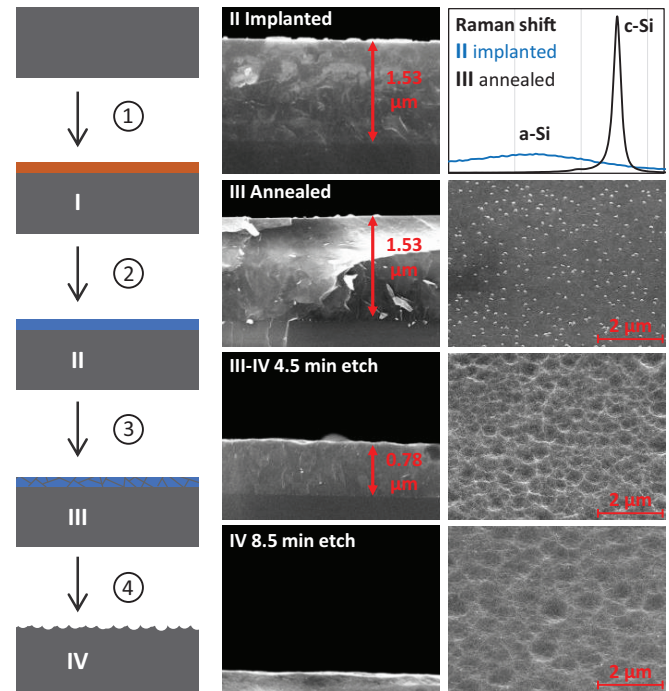 ①
I
②
II
③
III
④
IV
II Implanted
1.53
μm
Raman shift
II implanted
III annealed
c-Si
a-Si
III Annealed
1.53
μm
2 μm
III-IV 4.5 min etch
0.78
μm
2 μm
IV 8.5 min etch
2 μm